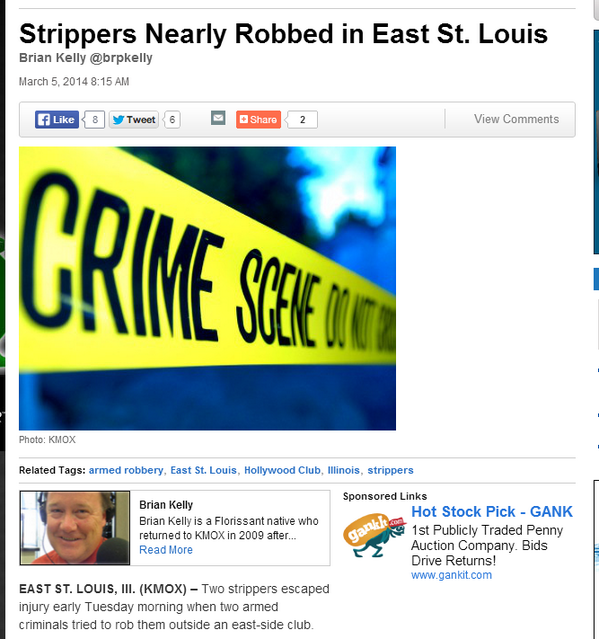 Strippers Nearly Robbed in East St. Louis
Brian Kelly @brpkelly
March 5, 2014 8:15 AM
Like 8 Tweet 6 Share 2 View Comments
CRIME SCENE DO NOT
Photo: KMOX
Related Tags: armed robbery, East St. Louis, Hollywood Club, Illinois, strippers
Brian Kelly
Brian Kelly is a Florissant native who
returned to KMOX in 2009 after...
Read More
Sponsored Links
gankit.com
Hot Stock Pick - GANK
1st Publicly Traded Penny
Auction Company. Bids
Drive Returns!
www.gankit.com
EAST ST. LOUIS, Ill. (KMOX) – Two strippers escaped
injury early Tuesday morning when two armed
criminals tried to rob them outside an east-side club.